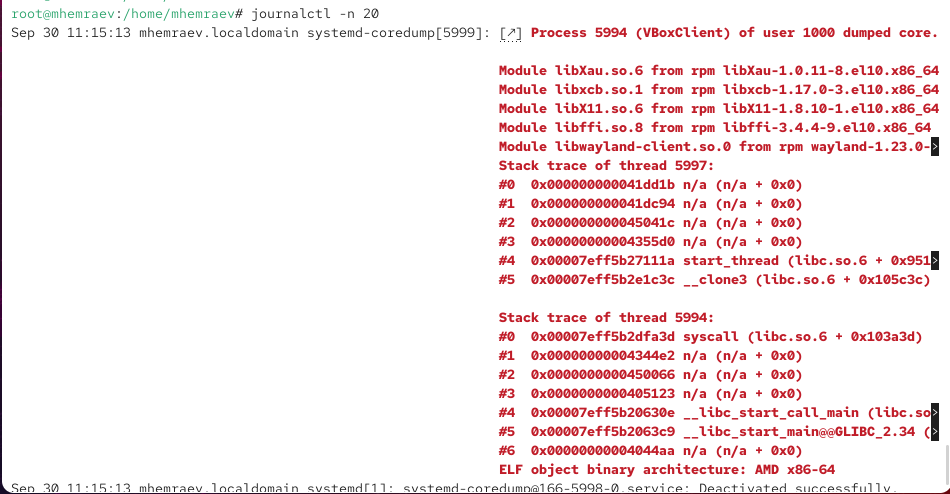 root@mhemraev:/home/mhemraev# journalctl -n 20
Sep 30 11:15:13 mhemraev.localdomain systemd-coredump[5999]: [↗] Process 5994 (VBoxClient) of user 1000 dumped core.
Module libXau.so.6 from rpm libXau-1.0.11-8.el10.x86_64
Module libxcb.so.1 from rpm libxcb-1.17.0-3.el10.x86_64
Module libX11.so.6 from rpm libX11-1.8.10-1.el10.x86_64
Module libffi.so.8 from rpm libffi-3.4.4-9.el10.x86_64
Module libwayland-client.so.0 from rpm wayland-1.23.0->
Stack trace of thread 5997:
#0  0x000000000041dd1b n/a (n/a + 0x0)
#1  0x000000000041dc94 n/a (n/a + 0x0)
#2  0x000000000045041c n/a (n/a + 0x0)
#3  0x00000000004355d0 n/a (n/a + 0x0)
#4  0x00007eff5b27111a start_thread (libc.so.6 + 0x951>
#5  0x00007eff5b2e1c3c __clone3 (libc.so.6 + 0x105c3c)
Stack trace of thread 5994:
#0  0x00007eff5b2dfa3d syscall (libc.so.6 + 0x103a3d)
#1  0x00000000004344e2 n/a (n/a + 0x0)
#2  0x0000000000450066 n/a (n/a + 0x0)
#3  0x0000000000405123 n/a (n/a + 0x0)
#4  0x00007eff5b20630e __libc_start_call_main (libc.so>
#5  0x00007eff5b2063c9 __libc_start_main@@GLIBC_2.34 (>
#6  0x00000000004044aa n/a (n/a + 0x0)
ELF object binary architecture: AMD x86-64
Sep 30 11:15:13 mhemraev.localdomain systemd[1]: systemd-coredump@166-5998-0.service: Deactivated successfully.